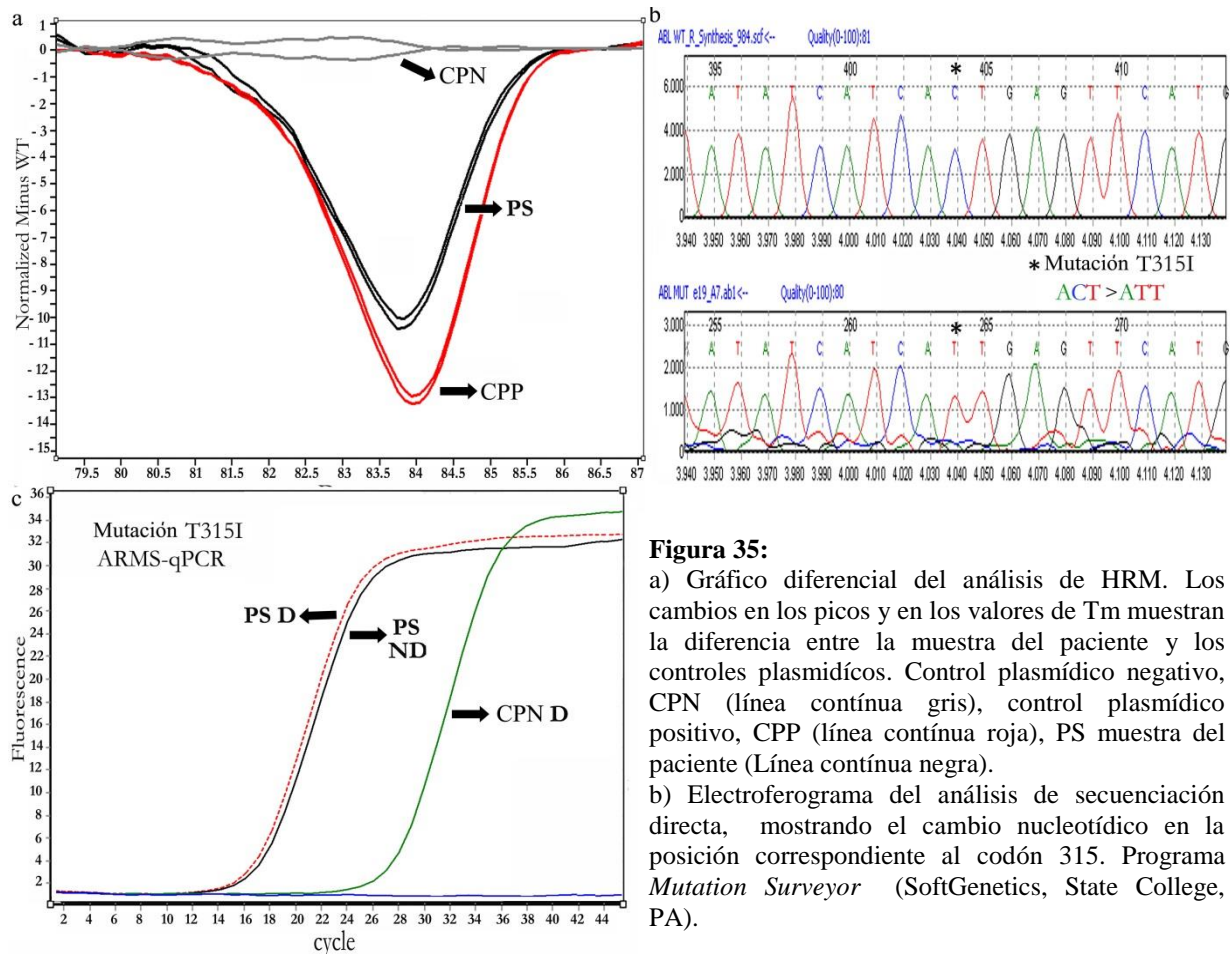 a
Normalized Minus WT
1
0
-1
-2
-3
-4
-5
-6
-7
-8
-9
-10
-11
-12
-13
-14
-15
CPN
PS
CPP
79.5 80 80.5 81 81.5 82 82.5 83 83.5 84 84.5 85 85.5 86 86.5 87
b
ABL WT_R_Synthesis_984.scf<-- Quality(0-100):81
395 400 * 405 410
A T A T C A T C A C T G A G T T C A T G
6.000
4.000
2.000
0
3.940 3.950 3.960 3.970 3.980 3.990 4.000 4.010 4.020 4.030 4.040 4.050 4.060 4.070 4.080 4.090 4.100 4.110 4.120 4.130
* Mutación T315I
ACT >ATT
ABL MUT e19_A7.ab1<-- Quality(0-100):80
255 260 * 265 270
A T A T C A T C A T T G A G T T C A T G
3.000
2.000
1.000
0
3.940 3.950 3.960 3.970 3.980 3.990 4.000 4.010 4.020 4.030 4.040 4.050 4.060 4.070 4.080 4.090 4.100 4.110 4.120 4.130
c
Mutación T315I
ARMS-qPCR
Fluorescence
36
34
32
30
28
26
24
22
20
18
16
14
12
10
8
6
4
2
PS D
PS
ND
CPN D
2 4 6 8 10 12 14 16 18 20 22 24 26 28 30 32 34 36 38 40 42 44
cycle
Figura 35:
a) Gráfico diferencial del análisis de HRM. Los
cambios en los picos y en los valores de Tm muestran
la diferencia entre la muestra del paciente y los
controles plasmidícos. Control plasmídico negativo,
CPN (línea contínua gris), control plasmídico
positivo, CPP (línea contínua roja), PS muestra del
paciente (Línea contínua negra).
b) Electroferograma del análisis de secuenciación
directa, mostrando el cambio nucleotídico en la
posición correspondiente al codón 315. Programa
Mutation Surveyor (SoftGenetics, State College,
PA).